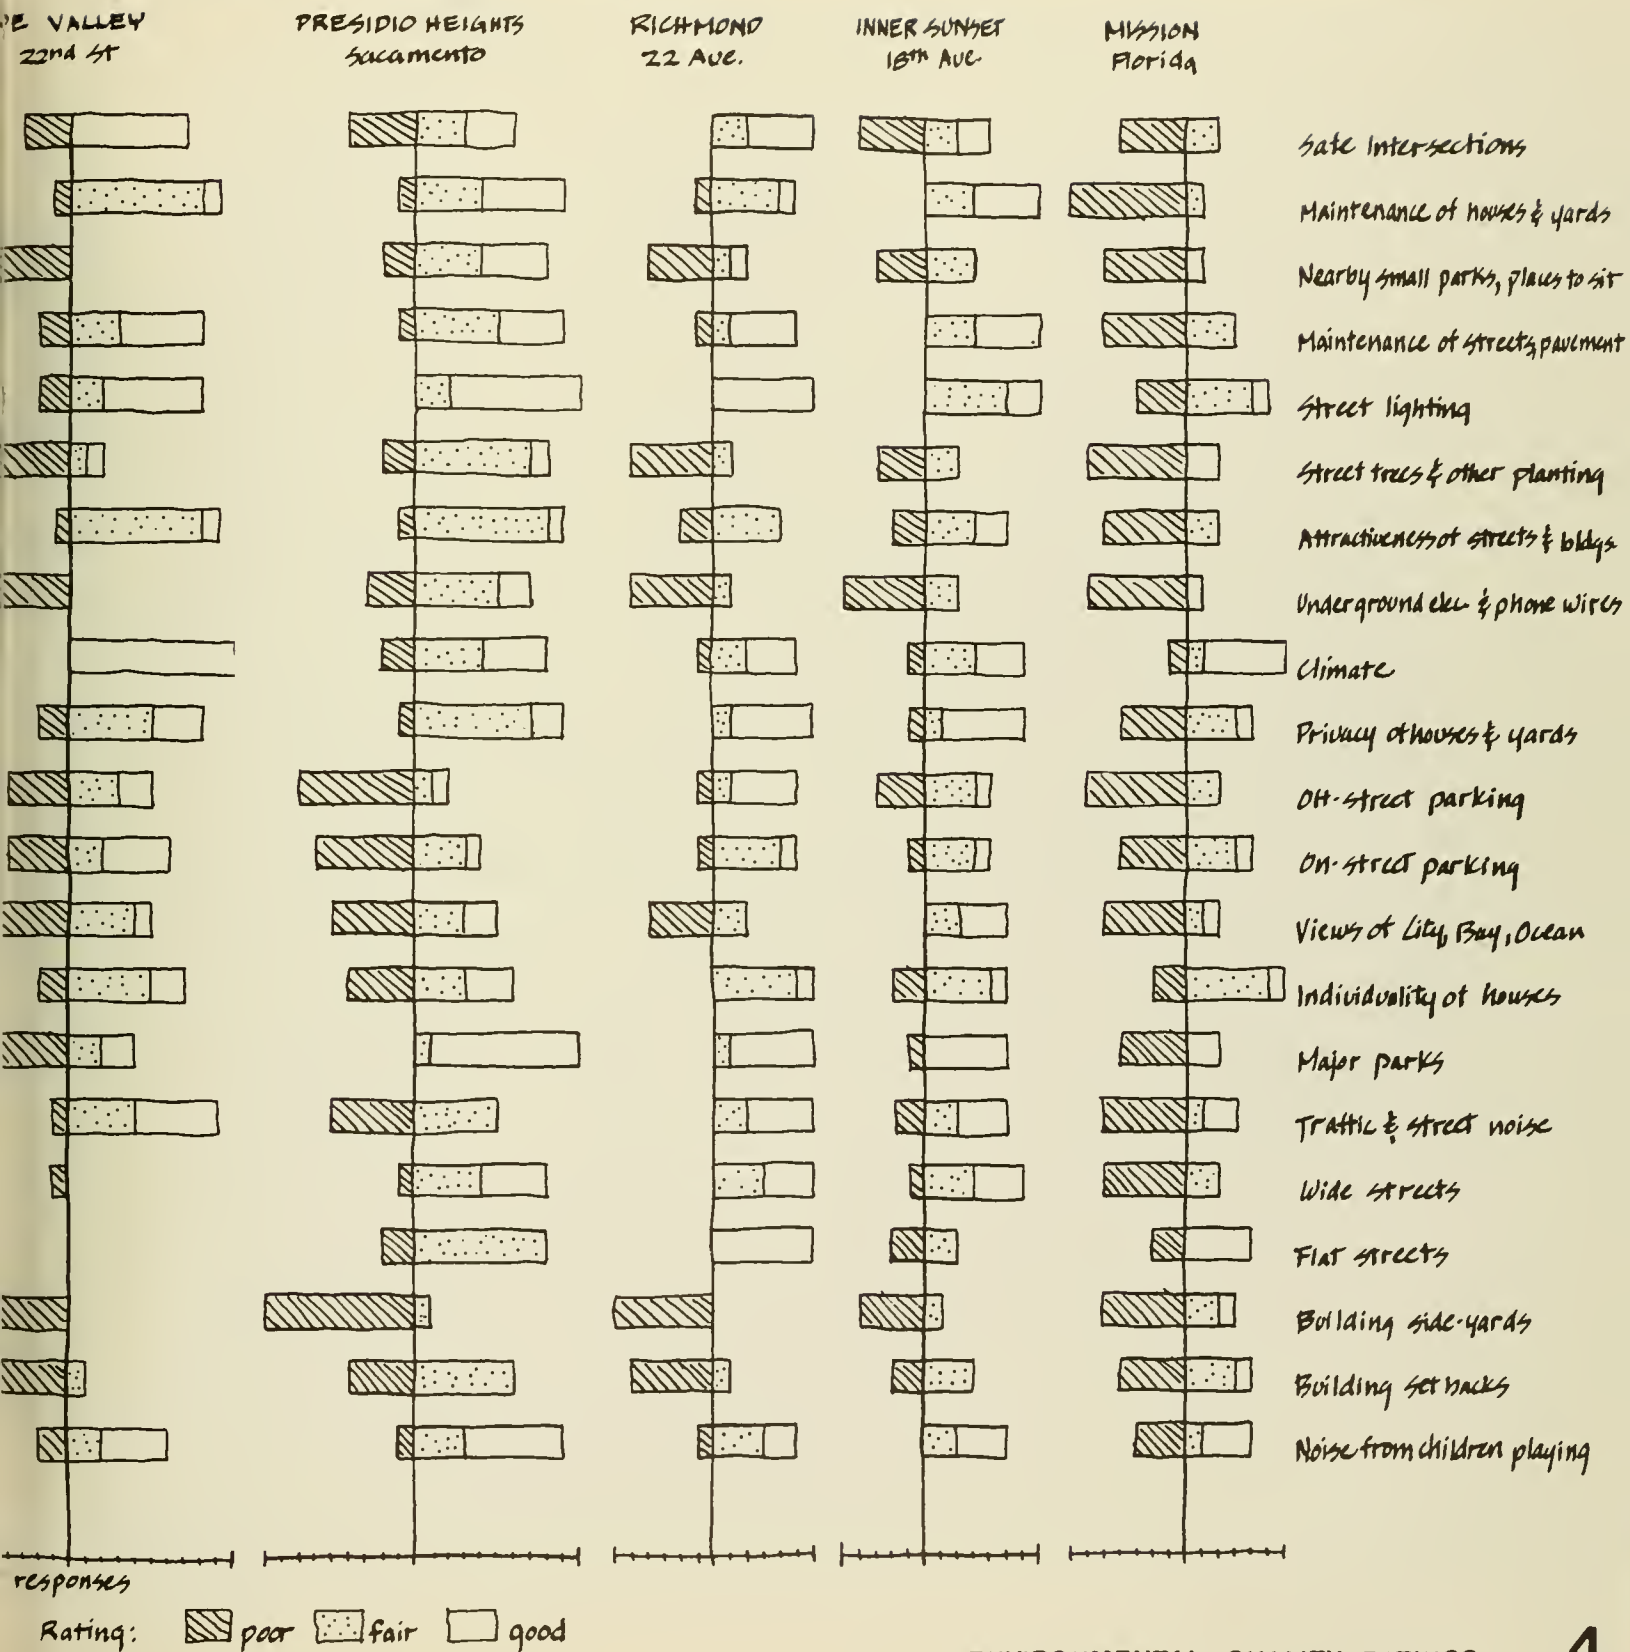 VALLEY
22nd St
PRESIDIO HEIGHTS
Sacamento
RICHMOND
22 Ave.
INNER SUNSET
18th Ave
MISSION
Florida
Safe Intersections
Maintenance of houses & yards
Nearby small parks, places to sit
Maintenance of streets, pavement
Street lighting
Street trees & other planting
Attractiveness of streets & bldgs.
Underground elec & phone wires
Climate
Privacy of houses & yards
Off-street parking
On-street parking
Views of City, Bay, Ocean
Individuality of houses
Major parks
Traffic & street noise
Wide streets
Flat streets
Building side-yards
Building setbacks
Noise from children playing
responses
Rating: poor fair good